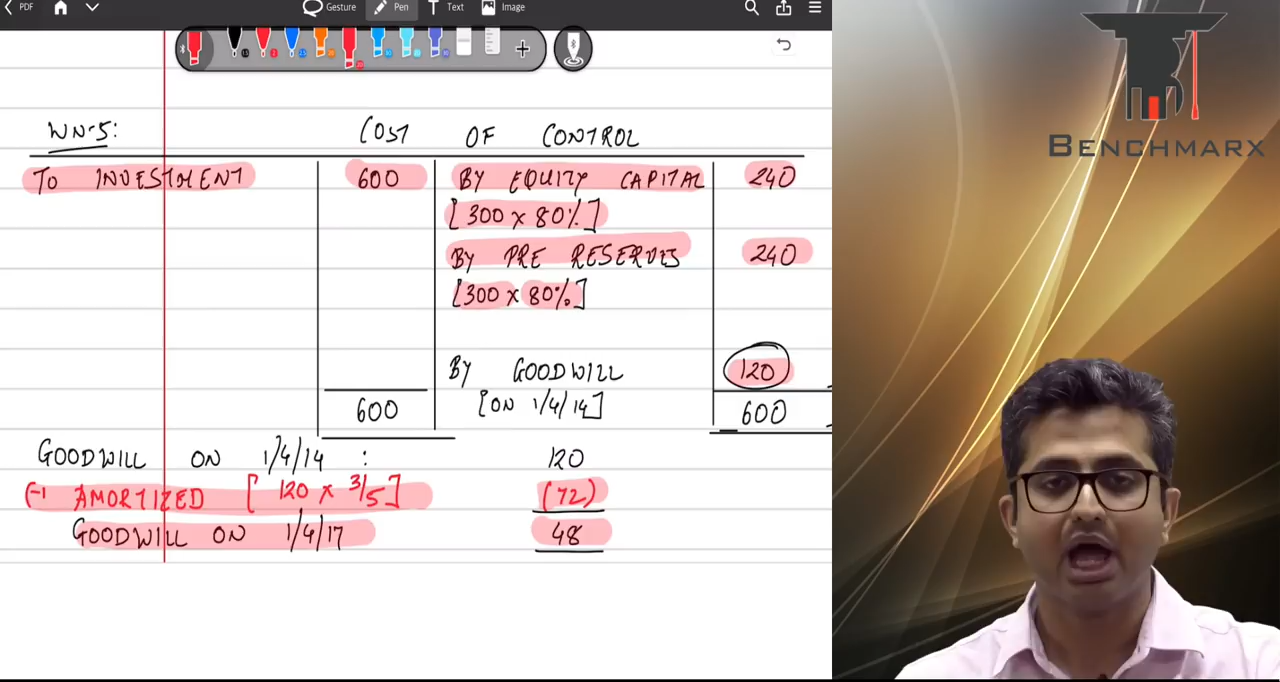 PDF
Gesture
Pen
Text
Image
WN-5: COST OF CONTROL
TO INVESTMENT 600 BY EQUITY CAPITAL 240
[300 x 80%]
BY PRE RESERVES 240
[300 x 80%]
BY GOODWILL 120
600 [ON 1/4/14] 600
GOODWILL ON 1/4/14 : 120
(-) AMORTIZED [120 x 3/5] (72)
GOODWILL ON 1/4/17 48
BENCHMARX